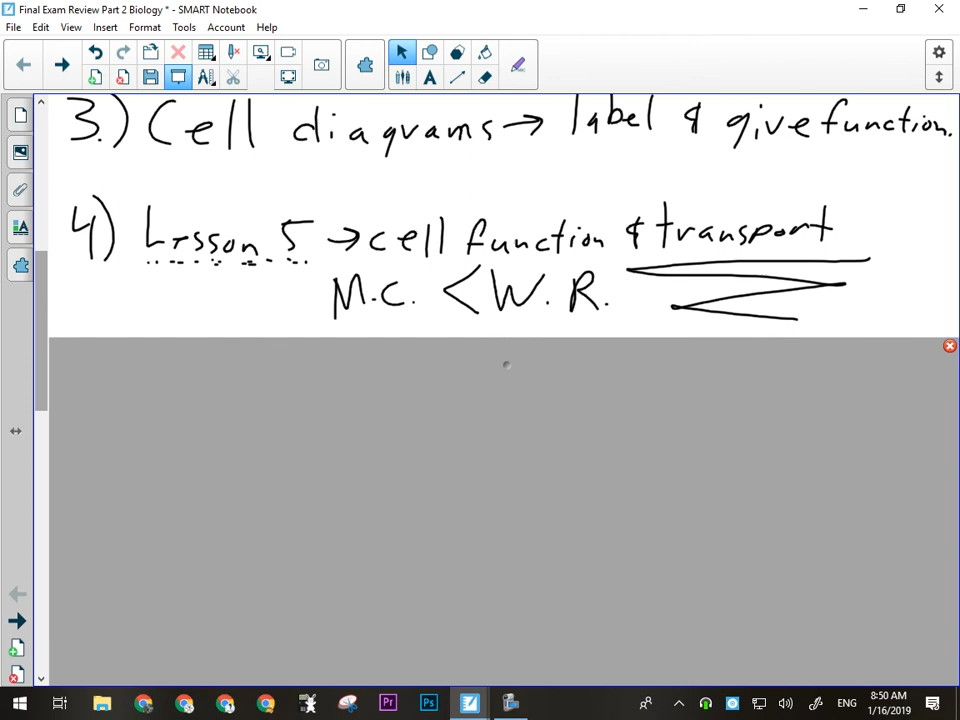 Final Exam Review Part 2 Biology * - SMART Notebook
File Edit View Insert Format Tools Account Help
3.) Cell diagrams → label & give function.
4) Lesson 5 → cell function & transport
M.C. < W.R.
8:50 AM
ENG
1/16/2019